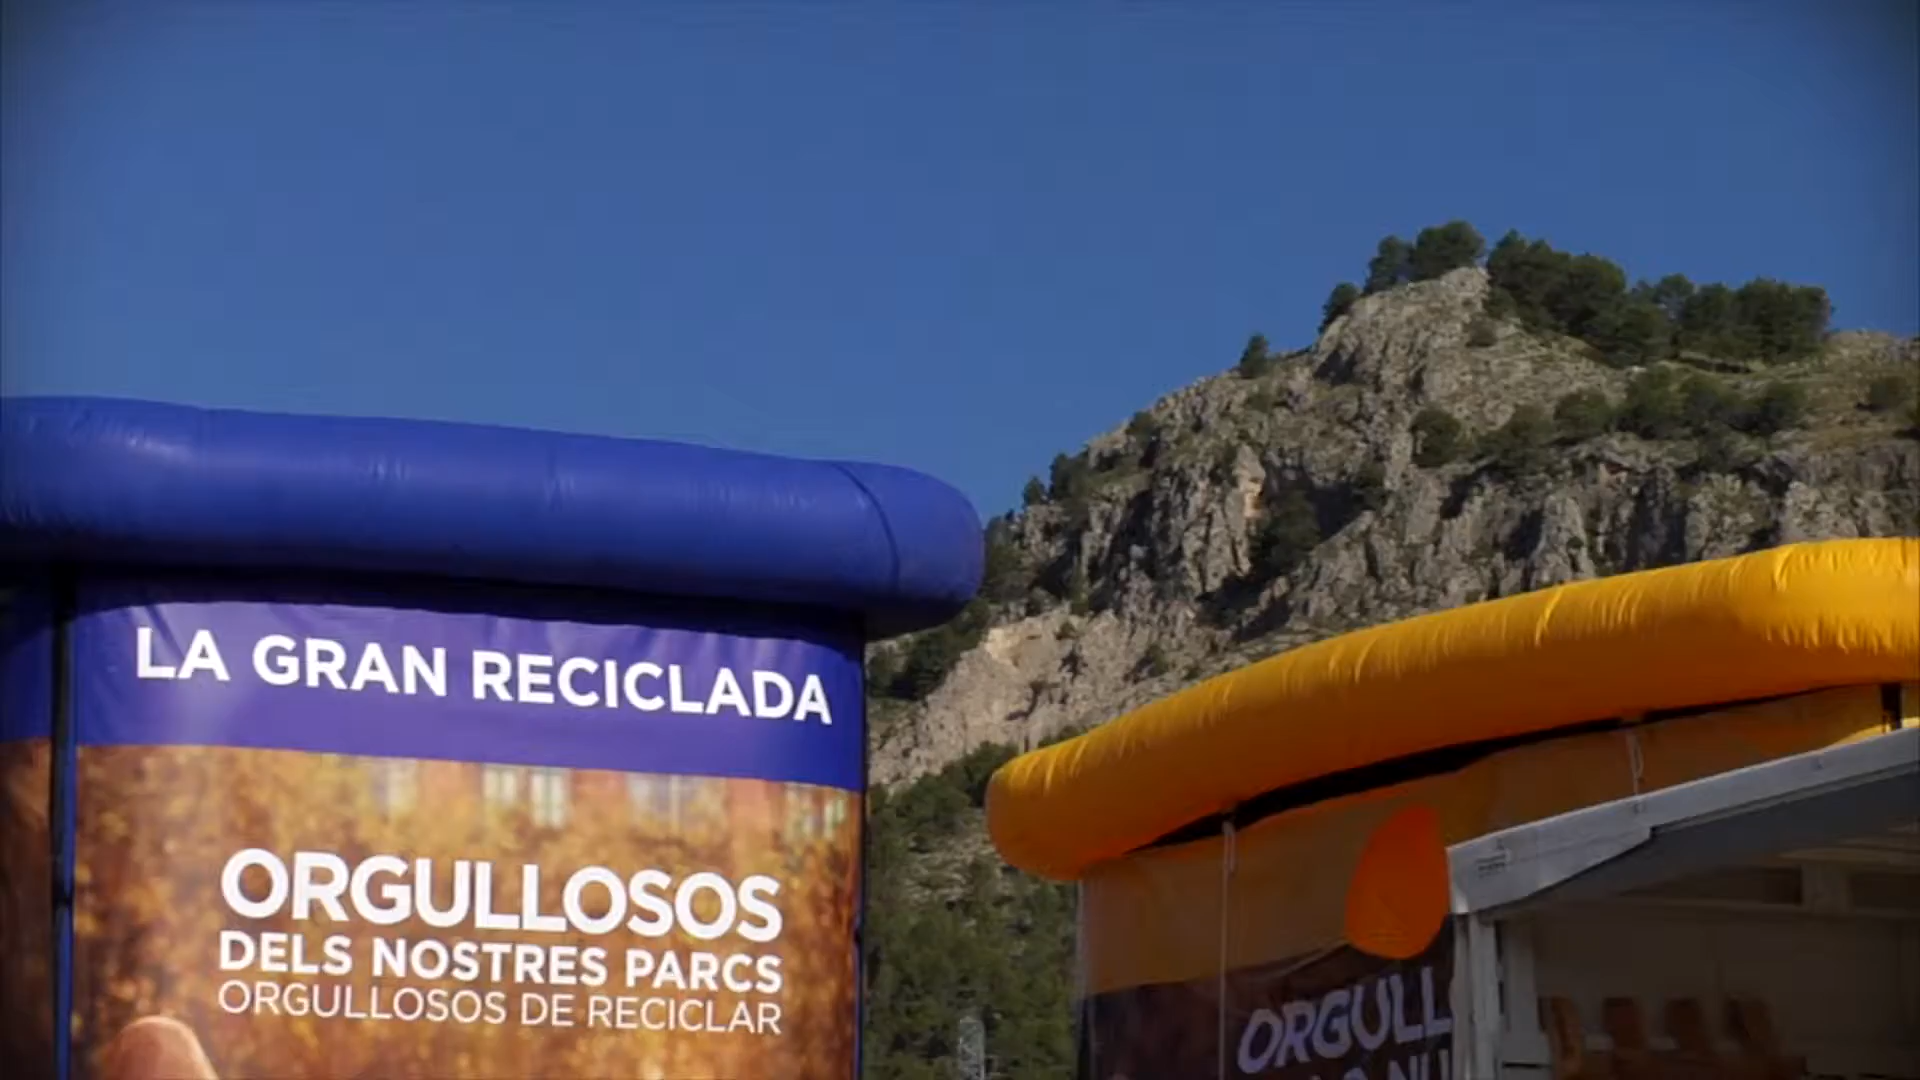 LA GRAN RECICLADA
ORGULLOSOS
DELS NOSTRES PARCS
ORGULLOSOS DE RECICLAR